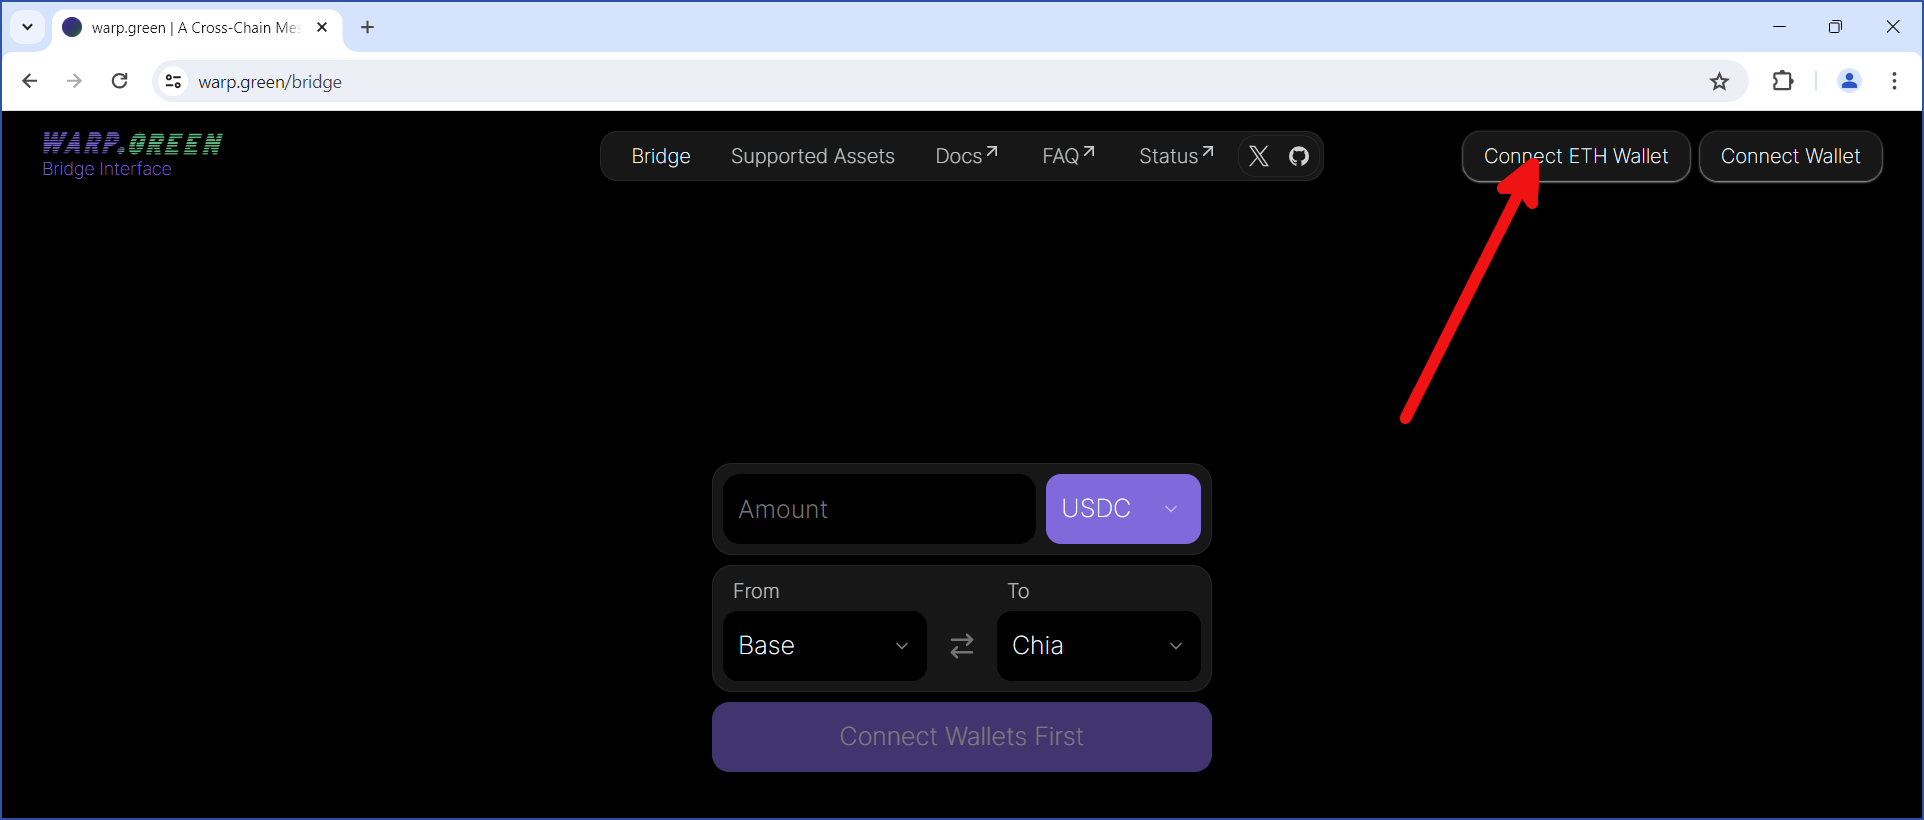 warp.green | A Cross-Chain Mes
warp.green/bridge
WARP.GREEN
Bridge Interface
Bridge
Supported Assets
Docs
FAQ
Status
Connect ETH Wallet
Connect Wallet
Amount
USDC
From
To
Base
Chia
Connect Wallets First